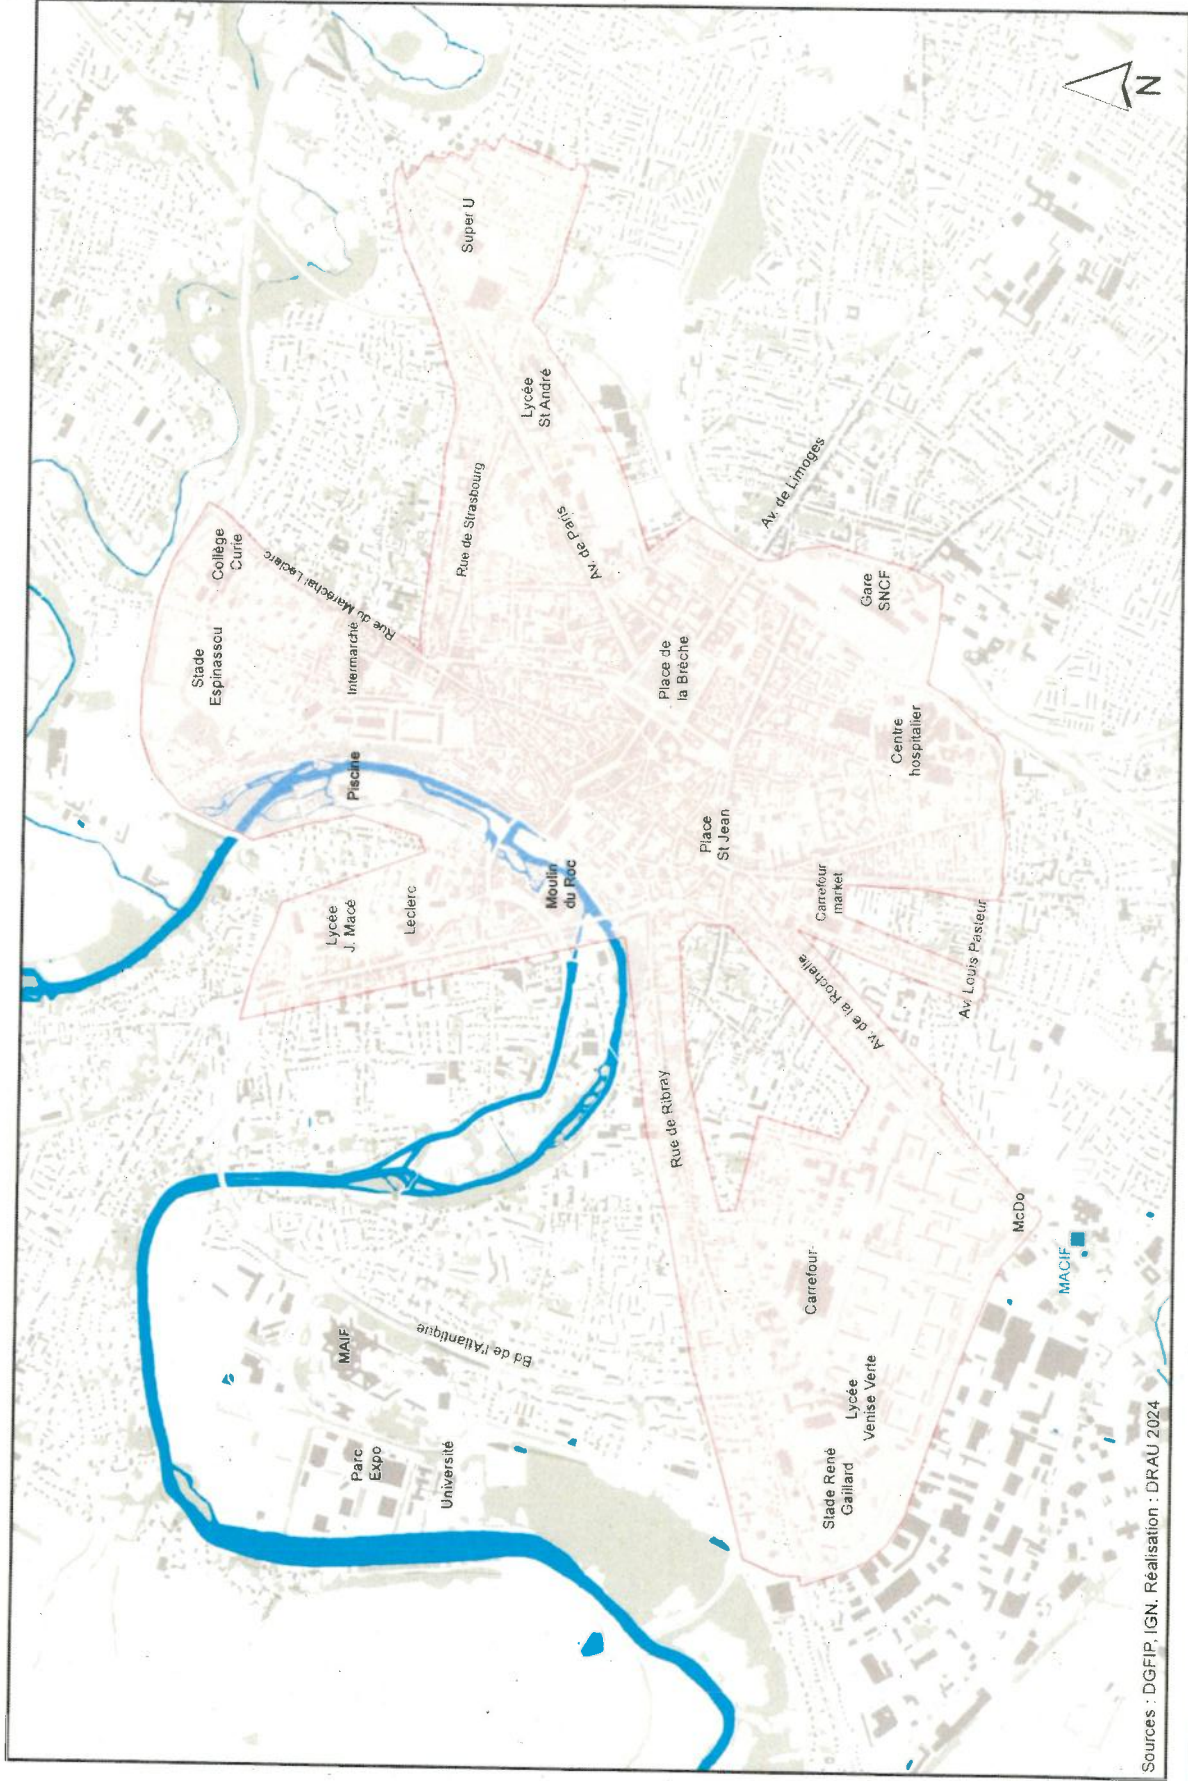 Stade
Espinassou
Collège
Curie
Rue du Maréchal Leclerc
Intermarché
Piscine
Super U
Rue de Strasbourg
Lycée
St André
Av. de Paris
Lycée
J. Macé
Leclerc
Moulin
du Roc
Place de
la Brèche
Av. de Limoges
Gare
SNCF
Place
St Jean
Centre
hospitalier
Carrefour
market
Av. Louis Pasteur
Av. de la Rochelle
Rue de Ribray
MAIF
Bd de l'Atlantique
Parc
Expo
Université
Carrefour
McDo
MACIF
Lycée
Venise Verte
Stade René
Gaillard
N
Sources : DGFIP, IGN. Réalisation : DRAU 2024